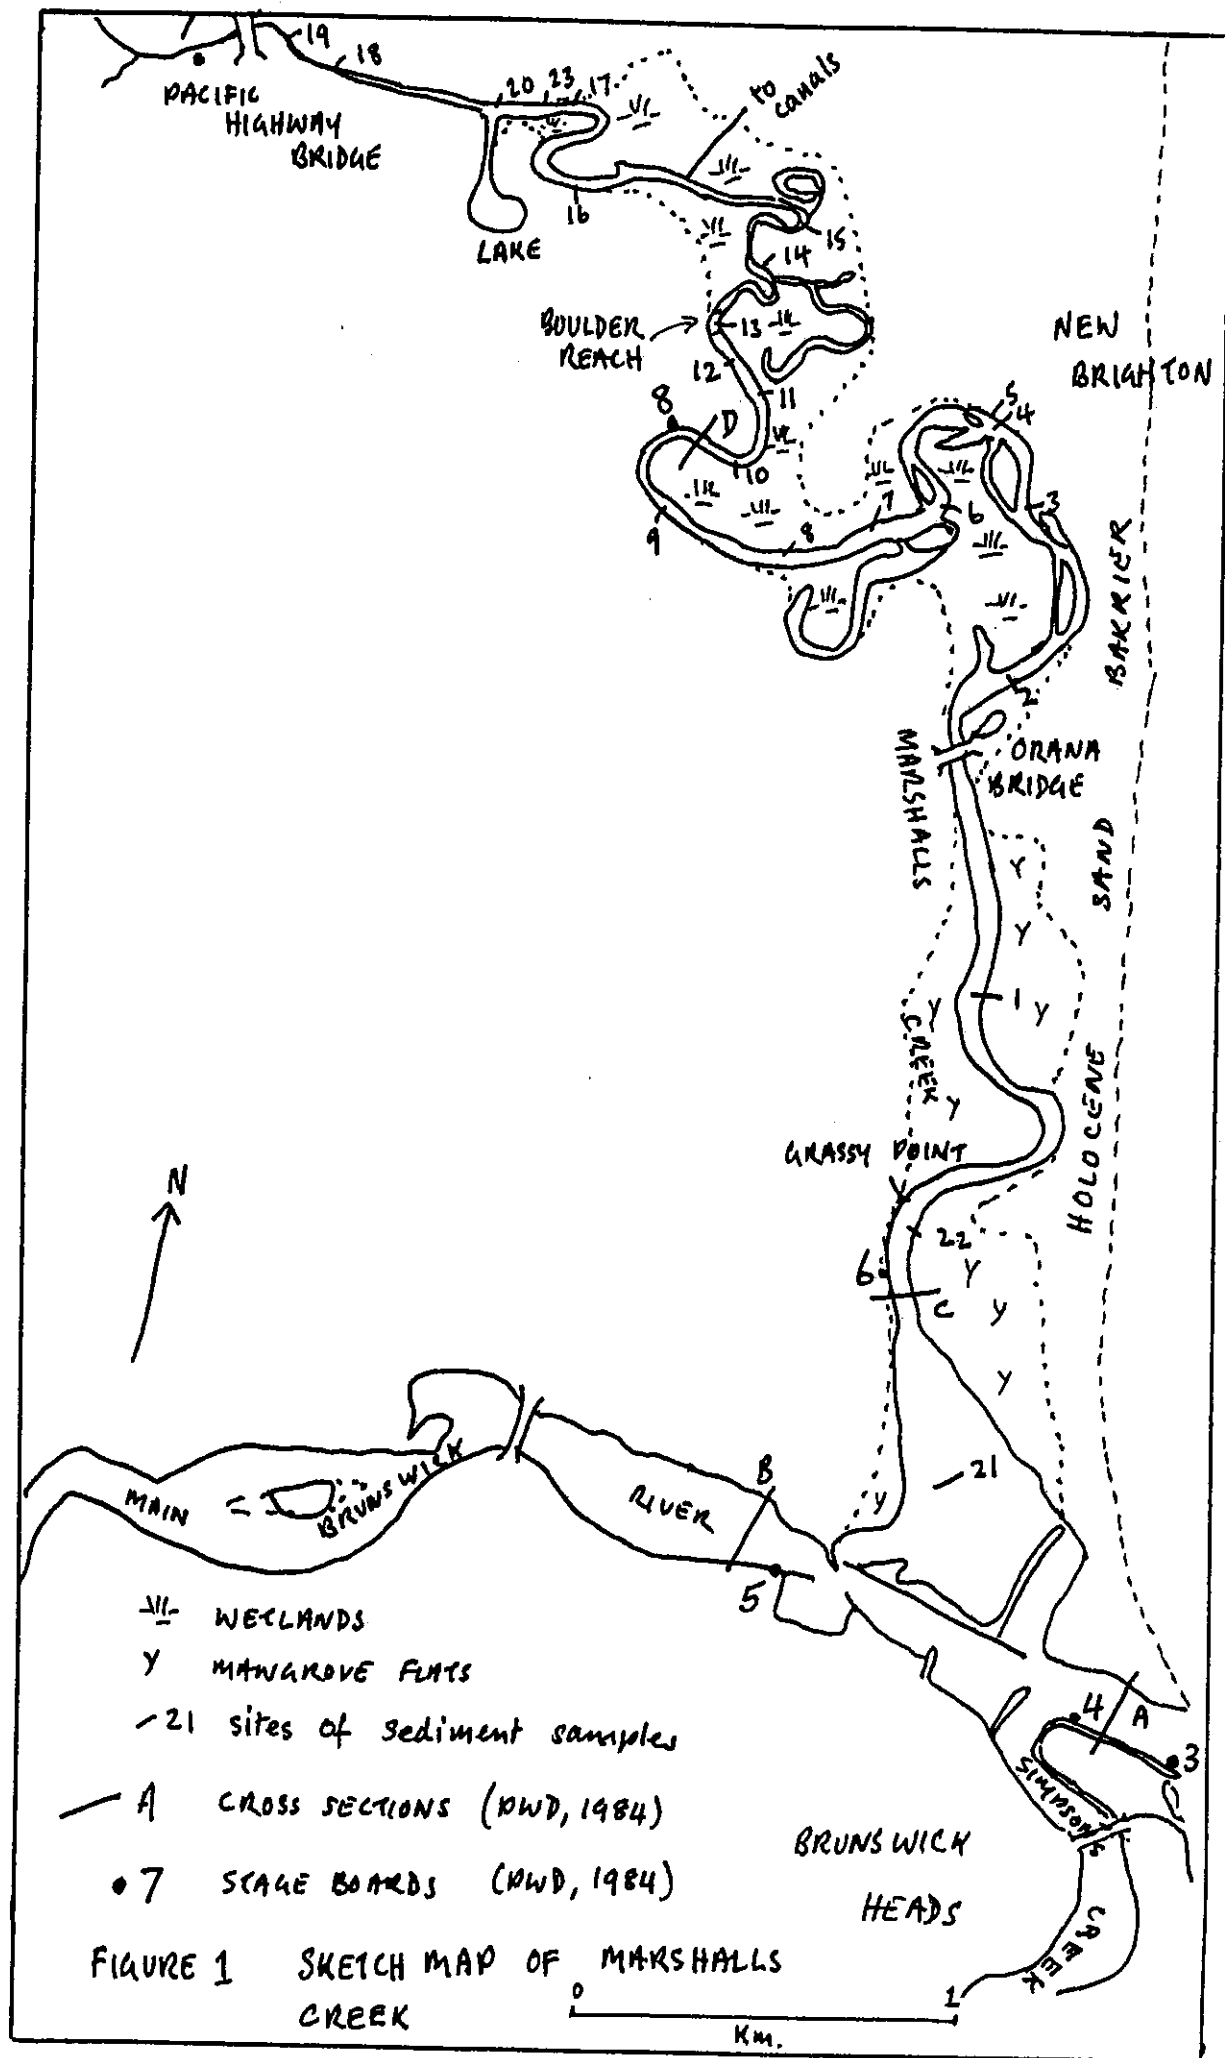 19
18
20 23 17
to
canals
PACIFIC
HIGHWAY
BRIDGE
16
LAKE
15
14
BOULDER
REACH
13
12
11
NEW
BRIGHTON
8
D
10
9
8
7
6
5
4
3
2
ORANA
BRIDGE
MARSHALLS
CREEK
HOLOCENE
SAND
BARRIER
Y
Y
1
Y
Y
Y
GRASSY POINT
N
22
6
Y
C
Y
Y
21
Y
B
MAIN
BRUNSWICK
RIVER
5
4
A
3
SIMPSONS
CREEK
BRUNSWICK
HEADS
WETLANDS
Y MANGROVE FLATS
21 sites of sediment samples
A CROSS SECTIONS (PWD, 1984)
7 STAGE BOARDS (PWD, 1984)
FIGURE 1 SKETCH MAP OF MARSHALLS
CREEK
0
1
Km.